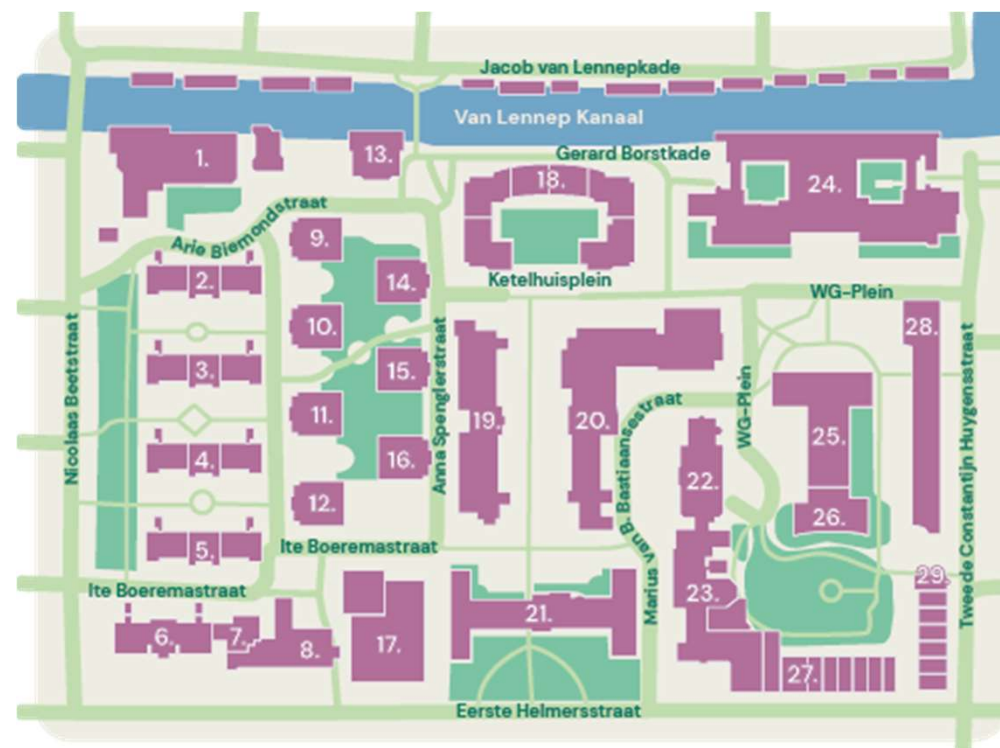 Jacob van Lennepkade
Van Lennep Kanaal
Gerard Borstkade
1.
13.
18.
24.
Arie Biemondstraat
9.
2.
14.
Ketelhuisplein
WG-Plein
10.
28.
3.
15.
Nicolaas Beetstraat
Anna Spenglerstraat
19.
20.
Marius van B. Bastiaansestraat
WG-Plein
Tweede Constantijn Huygensstraat
11.
25.
4.
16.
22.
12.
26.
5.
Ite Boeremastraat
Ite Boeremastraat
29.
23.
21.
6.
7.
8.
17.
27.
Eerste Helmersstraat